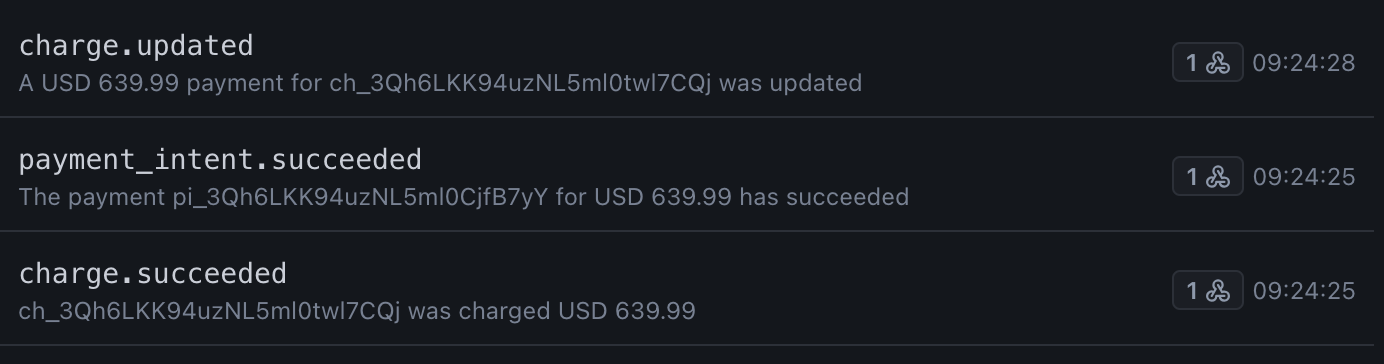 charge.updated
A USD 639.99 payment for ch_3Qh6LKK94uzNL5ml0twl7CQj was updated
1 09:24:28
payment_intent.succeeded
The payment pi_3Qh6LKK94uzNL5ml0CjfB7yY for USD 639.99 has succeeded
1 09:24:25
charge.succeeded
ch_3Qh6LKK94uzNL5ml0twl7CQj was charged USD 639.99
1 09:24:25